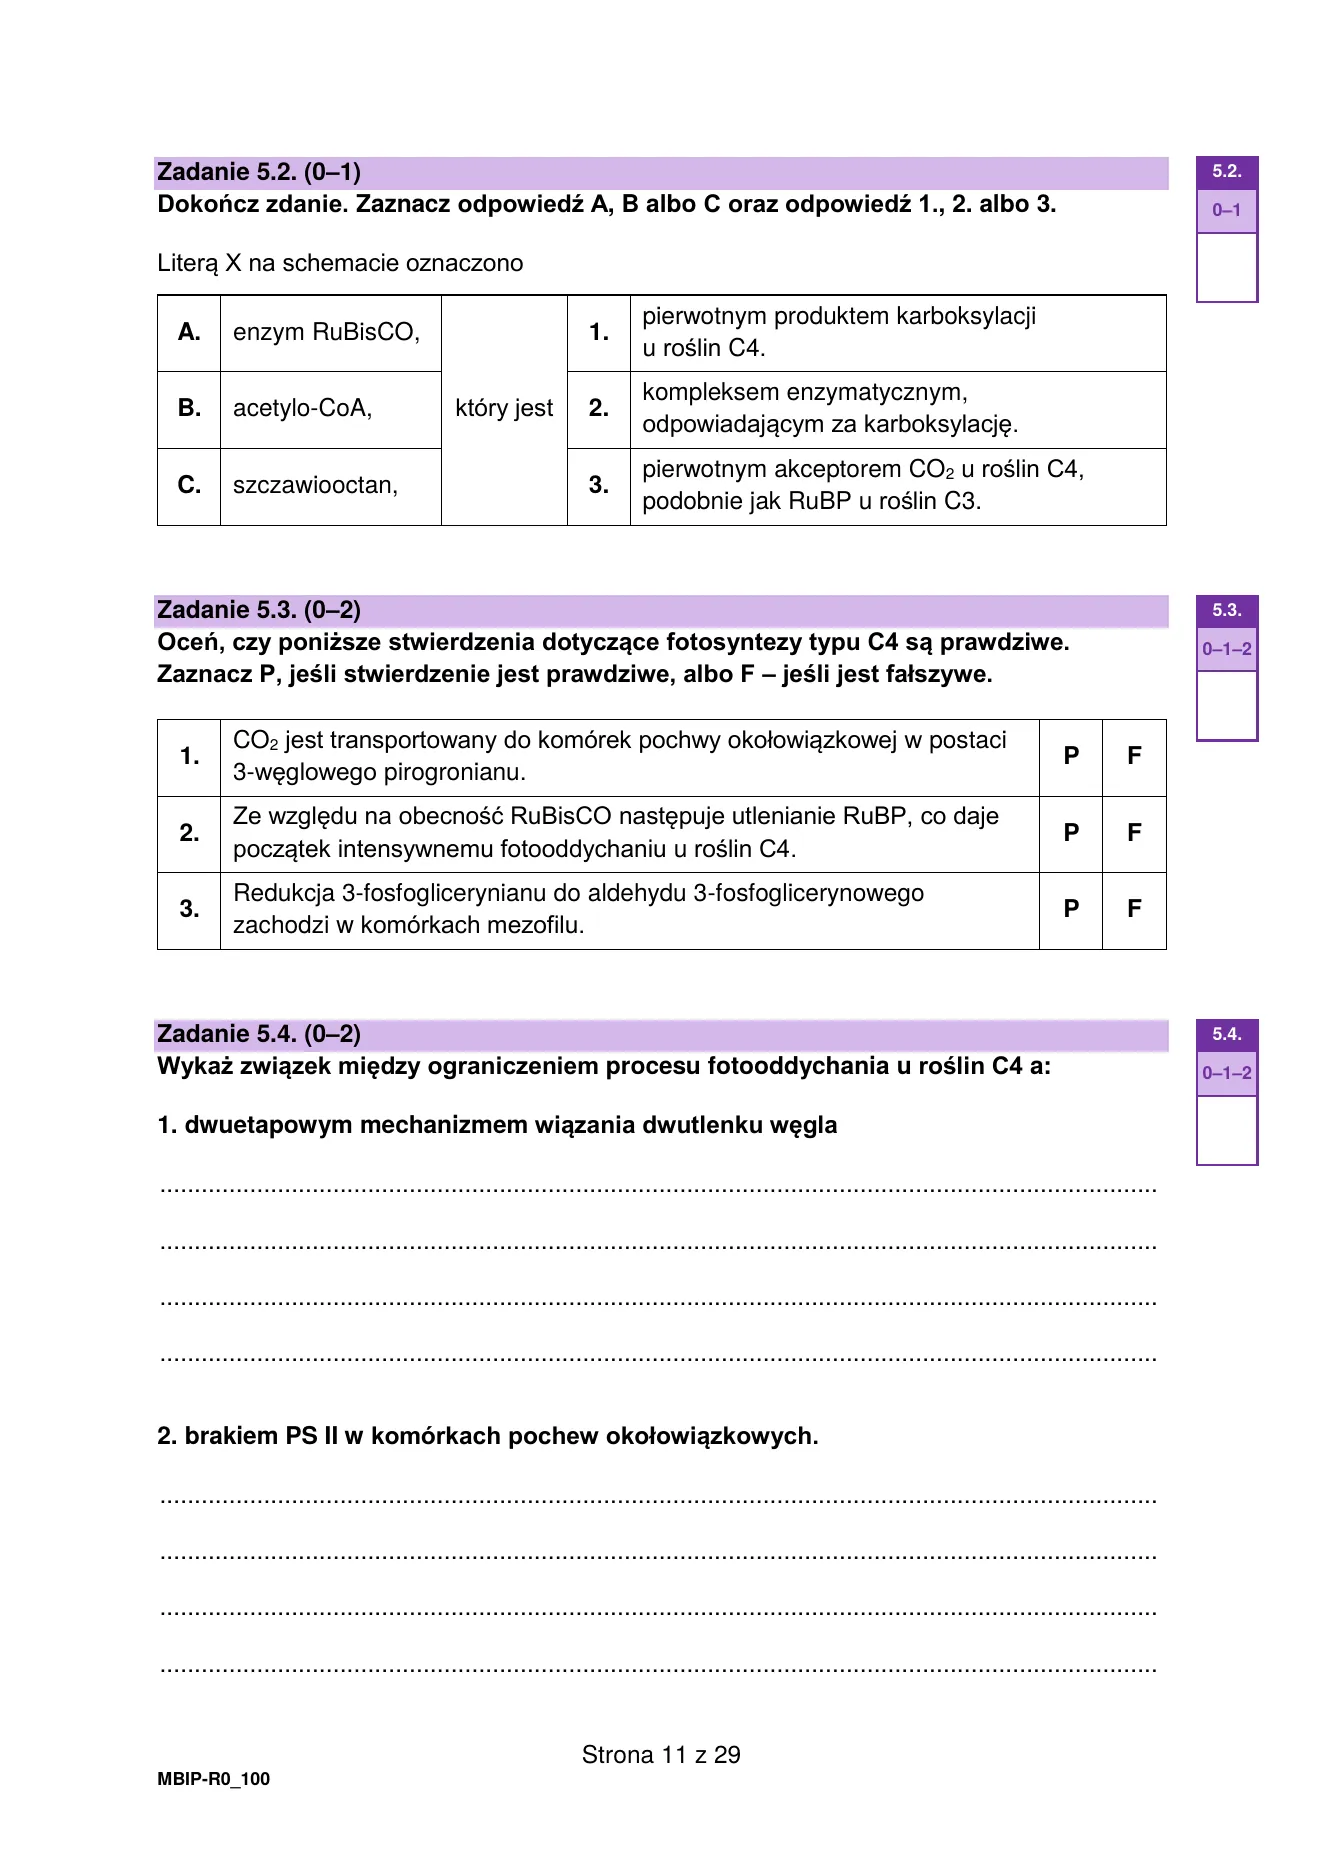 Zadanie 5.2. (0–1)
5.2.
Dokończ zdanie. Zaznacz odpowiedź A, B albo C oraz odpowiedź 1., 2. albo 3.
0–1
Literą X na schemacie oznaczono
A. enzym RuBisCO, który jest 1. pierwotnym produktem karboksylacji
u roślin C4.
B. acetylo-CoA, 2. kompleksem enzymatycznym,
odpowiadającym za karboksylację.
C. szczawiooctan, 3. pierwotnym akceptorem CO₂ u roślin C4,
podobnie jak RuBP u roślin C3.
Zadanie 5.3. (0–2)
5.3.
Oceń, czy poniższe stwierdzenia dotyczące fotosyntezy typu C4 są prawdziwe.
0–1–2
Zaznacz P, jeśli stwierdzenie jest prawdziwe, albo F – jeśli jest fałszywe.
1. CO₂ jest transportowany do komórek pochwy okołowiązkowej w postaci
3-węglowego pirogronianu. P F
2. Ze względu na obecność RuBisCO następuje utlenianie RuBP, co daje
początek intensywnemu fotooddychaniu u roślin C4. P F
3. Redukcja 3-fosfoglicerynianu do aldehydu 3-fosfoglicerynowego
zachodzi w komórkach mezofilu. P F
Zadanie 5.4. (0–2)
5.4.
Wykaż związek między ograniczeniem procesu fotooddychania u roślin C4 a:
0–1–2
1. dwuetapowym mechanizmem wiązania dwutlenku węgla
2. brakiem PS II w komórkach pochew okołowiązkowych.
Strona 11 z 29
MBIP-R0_100